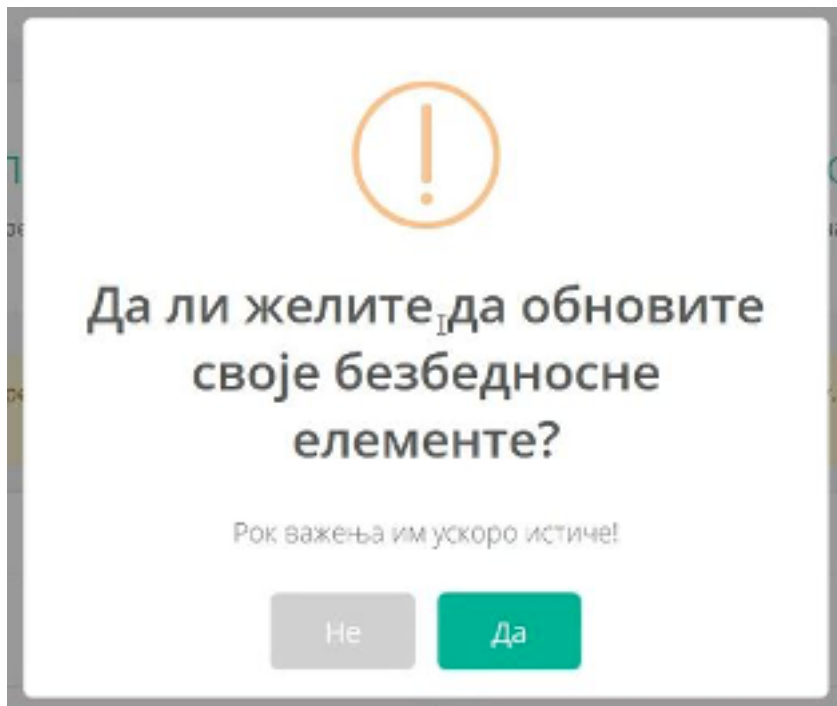 Да ли желите да обновите
своје безбедносне
елементе?
Рок важења им ускоро истиче!
Не Да